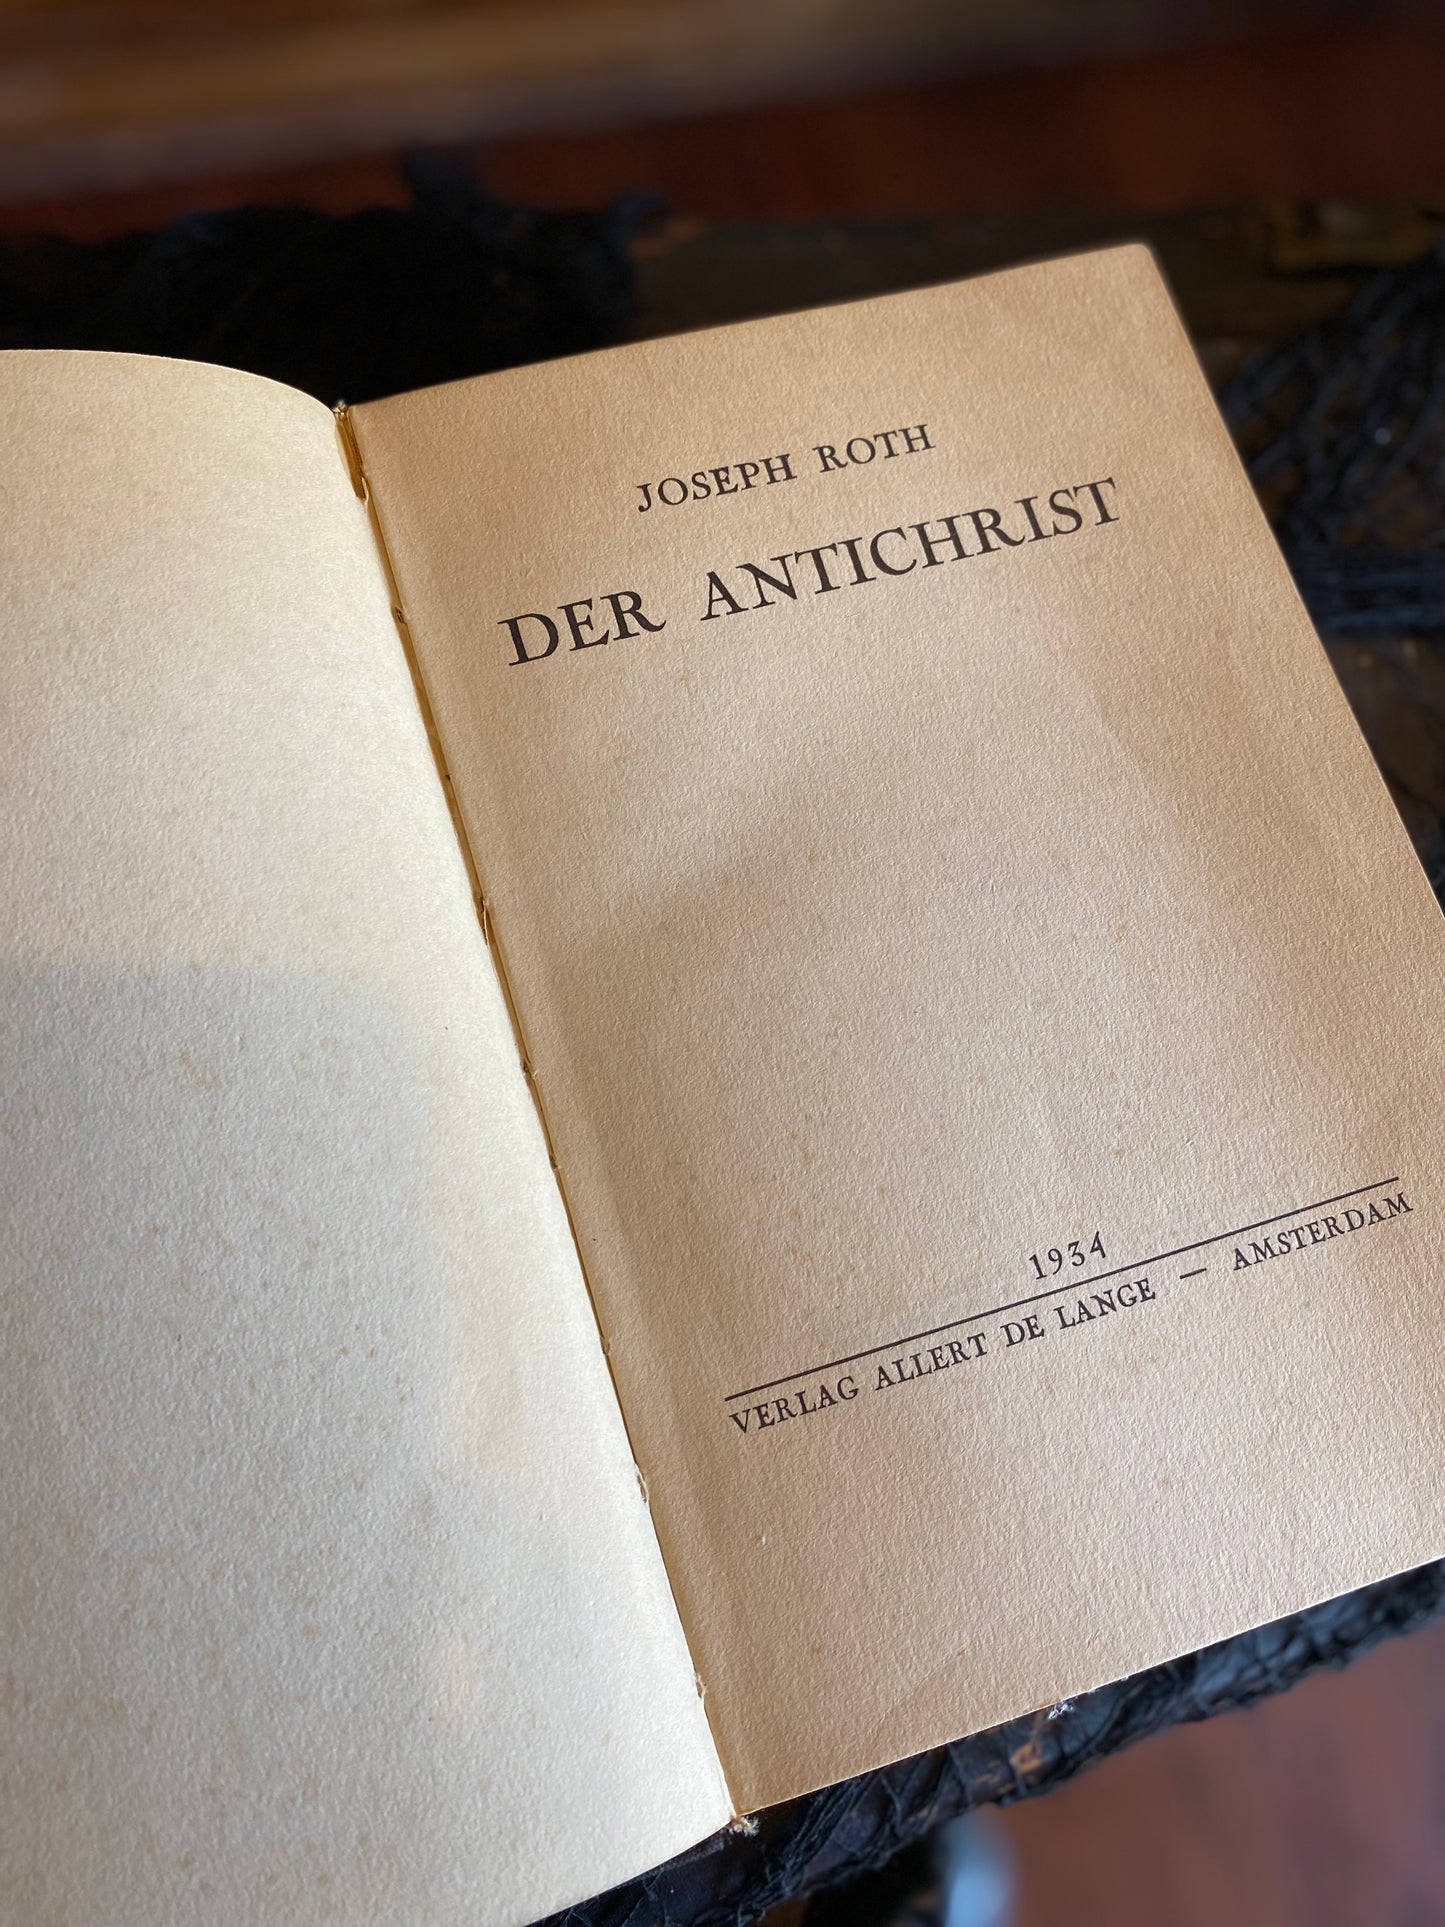 JOSEPH ROTH
DER ANTICHRIST
1934
VERLAG ALLERT DE LANGE — AMSTERDAM